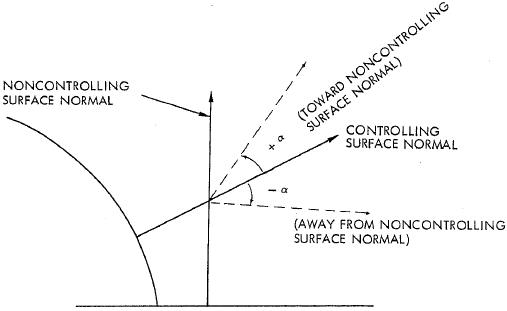 NONCONTROLLING
SURFACE NORMAL
(TOWARD NONCONTROLLING
SURFACE NORMAL)
CONTROLLING
SURFACE NORMAL
+ α
− α
(AWAY FROM NONCONTROLLING
SURFACE NORMAL)